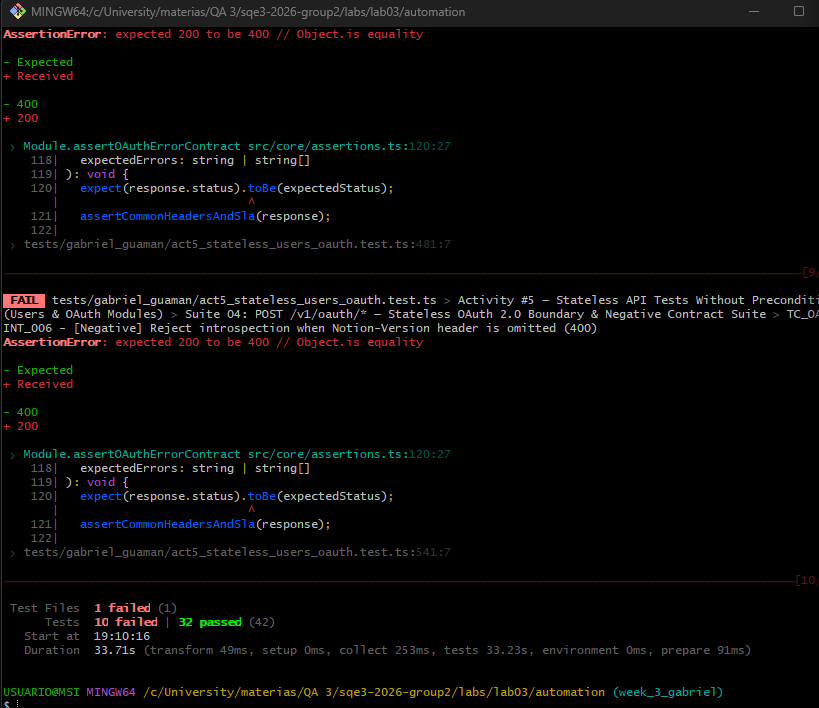 MINGW64:/c/University/materias/QA 3/sqe3-2026-group2/labs/lab03/automation
AssertionError: expected 200 to be 400 // Object.is equality
- Expected
+ Received
- 400
+ 200
❯ Module.assertOAuthErrorContract src/core/assertions.ts:120:27
118|   expectedErrors: string | string[]
119| ): void {
120|   expect(response.status).toBe(expectedStatus);
|                           ^
121|   assertCommonHeadersAndSla(response);
122|
❯ tests/gabriel_guaman/act5_stateless_users_oauth.test.ts:481:7
[9,
FAIL tests/gabriel_guaman/act5_stateless_users_oauth.test.ts > Activity #5 — Stateless API Tests Without Preconditi
(Users & OAuth Modules) > Suite 04: POST /v1/oauth/* — Stateless OAuth 2.0 Boundary & Negative Contract Suite > TC_OA
INT_006 - [Negative] Reject introspection when Notion-Version header is omitted (400)
AssertionError: expected 200 to be 400 // Object.is equality
- Expected
+ Received
- 400
+ 200
❯ Module.assertOAuthErrorContract src/core/assertions.ts:120:27
118|   expectedErrors: string | string[]
119| ): void {
120|   expect(response.status).toBe(expectedStatus);
|                           ^
121|   assertCommonHeadersAndSla(response);
122|
❯ tests/gabriel_guaman/act5_stateless_users_oauth.test.ts:541:7
[10,
Test Files  1 failed (1)
Tests  10 failed | 32 passed (42)
Start at  19:10:16
Duration  33.71s (transform 49ms, setup 0ms, collect 253ms, tests 33.23s, environment 0ms, prepare 91ms)
USUARIO@MSI MINGW64 /c/University/materias/QA 3/sqe3-2026-group2/labs/lab03/automation (week_3_gabriel)
$